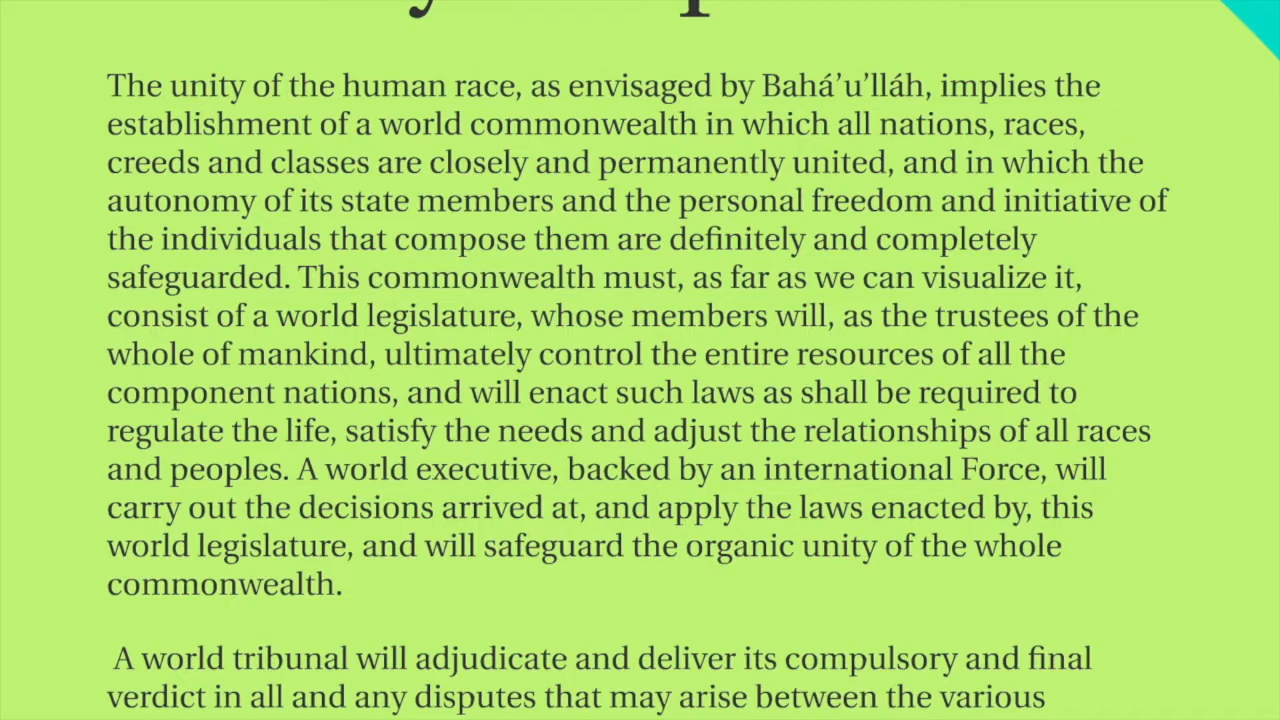 The unity of the human race, as envisaged by Bahá’u’lláh, implies the
establishment of a world commonwealth in which all nations, races,
creeds and classes are closely and permanently united, and in which the
autonomy of its state members and the personal freedom and initiative of
the individuals that compose them are definitely and completely
safeguarded. This commonwealth must, as far as we can visualize it,
consist of a world legislature, whose members will, as the trustees of the
whole of mankind, ultimately control the entire resources of all the
component nations, and will enact such laws as shall be required to
regulate the life, satisfy the needs and adjust the relationships of all races
and peoples. A world executive, backed by an international Force, will
carry out the decisions arrived at, and apply the laws enacted by, this
world legislature, and will safeguard the organic unity of the whole
commonwealth.
A world tribunal will adjudicate and deliver its compulsory and final
verdict in all and any disputes that may arise between the various